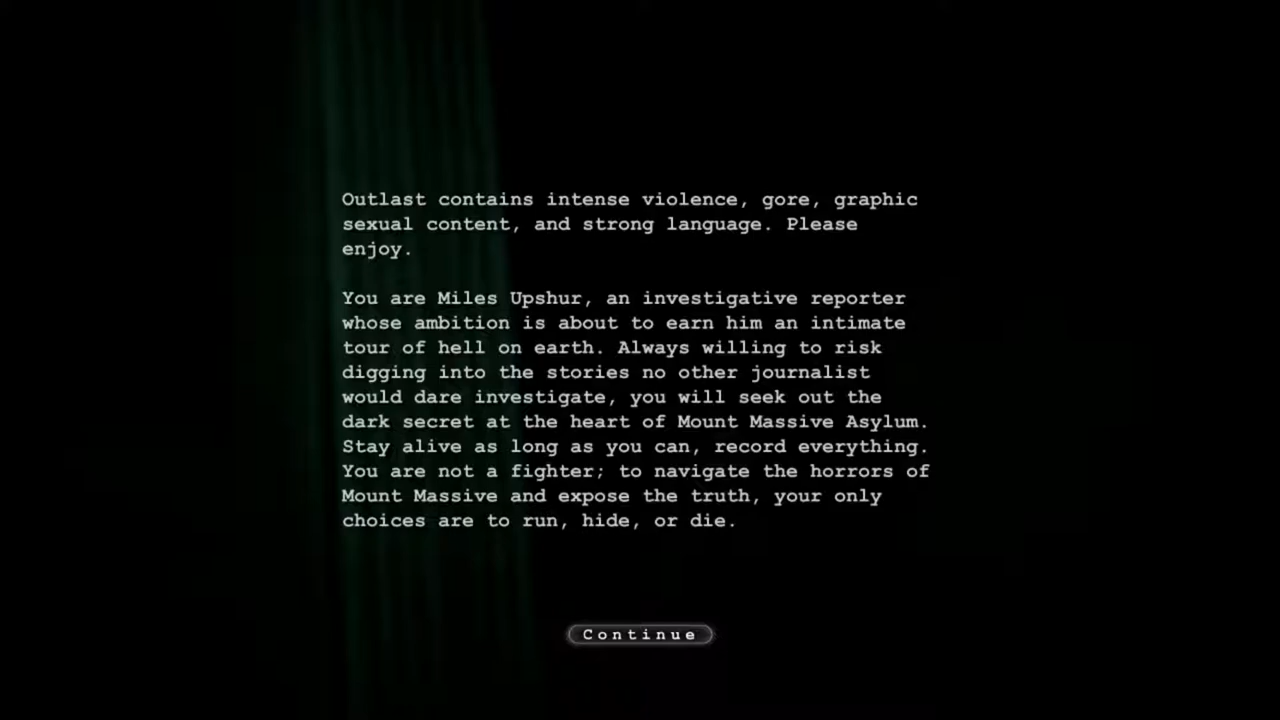 Outlast contains intense violence, gore, graphic
sexual content, and strong language. Please
enjoy.
You are Miles Upshur, an investigative reporter
whose ambition is about to earn him an intimate
tour of hell on earth. Always willing to risk
digging into the stories no other journalist
would dare investigate, you will seek out the
dark secret at the heart of Mount Massive Asylum.
Stay alive as long as you can, record everything.
You are not a fighter; to navigate the horrors of
Mount Massive and expose the truth, your only
choices are to run, hide, or die.
Continue